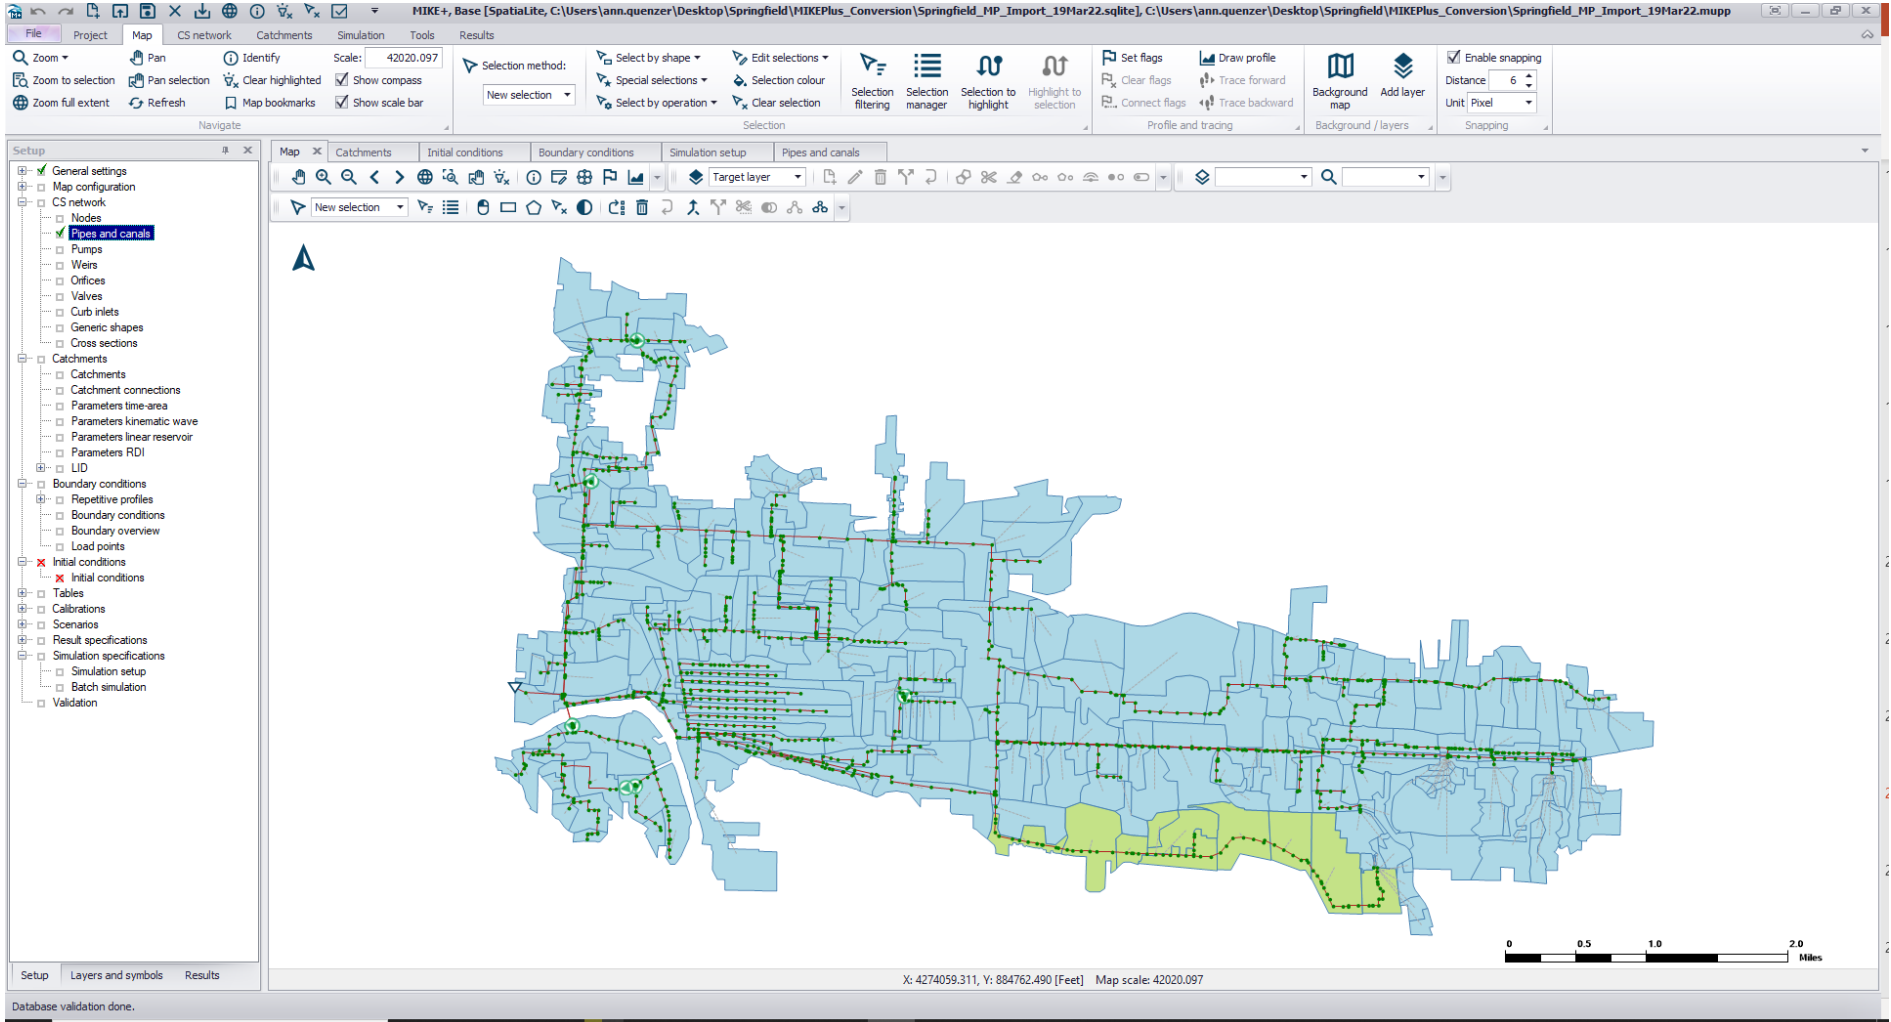 MIKE+, Base [SpatiaLite, C:\Users\ann.quenzer\Desktop\Springfield\MIKEPlus_Conversion\Springfield_MP_Import_19Mar22.sqlite], C:\Users\ann.quenzer\Desktop\Springfield\MIKEPlus_Conversion\Springfield_MP_Import_19Mar22.mupp
File Project Map CS network Catchments Simulation Tools Results
Zoom Pan Identify Scale: 42020.097 Selection method: Select by shape Edit selections Set flags Draw profile Enable snapping
Zoom to selection Pan selection Clear highlighted Show compass Special selections Selection colour Clear flags Trace forward Distance 6
Zoom full extent Refresh Map bookmarks Show scale bar New selection Select by operation Clear selection Connect flags Trace backward Unit Pixel
Selection filtering Selection manager Selection to highlight Highlight to selection Background map Add layer
Navigate Selection Profile and tracing Background / layers Snapping
Setup
General settings
Map configuration
CS network
Nodes
Pipes and canals
Pumps
Weirs
Orifices
Valves
Curb inlets
Generic shapes
Cross sections
Catchments
Catchments
Catchment connections
Parameters time-area
Parameters kinematic wave
Parameters linear reservoir
Parameters RDI
LID
Boundary conditions
Repetitive profiles
Boundary conditions
Boundary overview
Load points
Initial conditions
Initial conditions
Tables
Calibrations
Scenarios
Result specifications
Simulation specifications
Simulation setup
Batch simulation
Validation
Setup Layers and symbols Results
Map Catchments Initial conditions Boundary conditions Simulation setup Pipes and canals
Target layer
New selection
0 0.5 1.0 2.0
Miles
X: 4274059.311, Y: 884762.490 [Feet] Map scale: 42020.097
Database validation done.